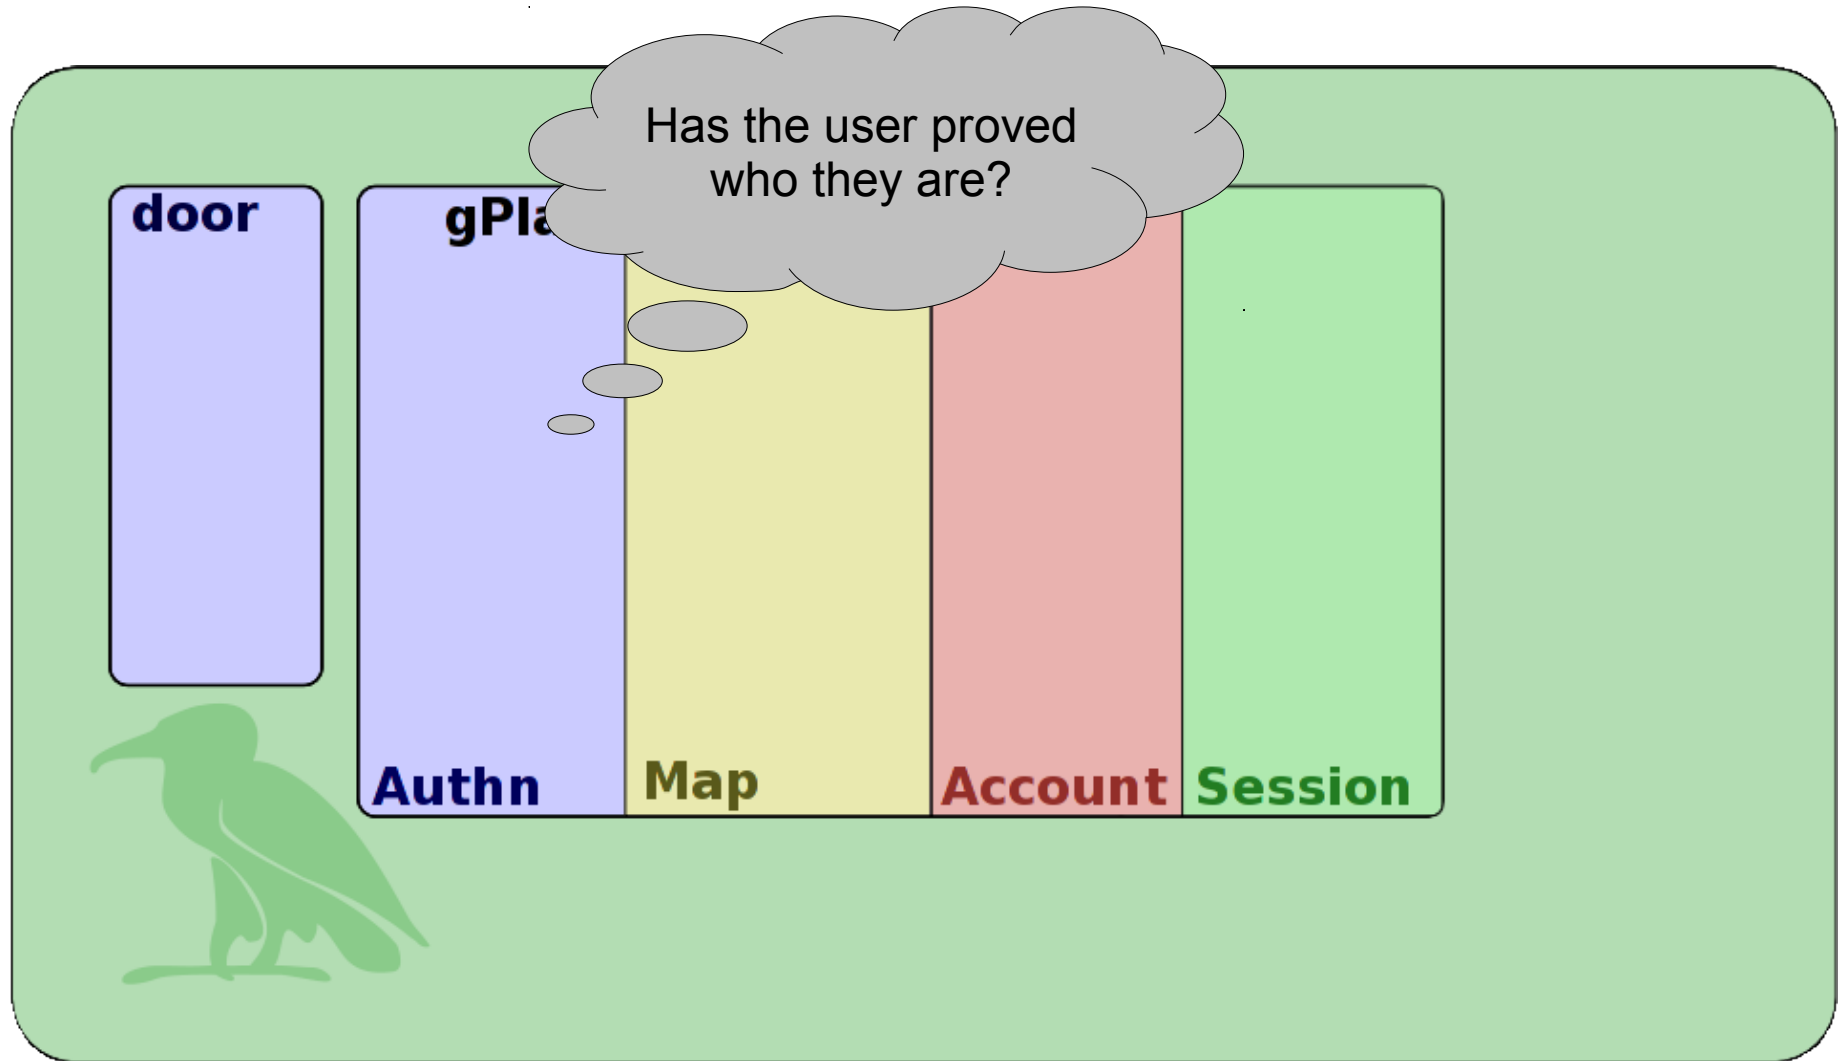 Has the user proved
who they are?
door
gPla
Authn
Map
Account
Session